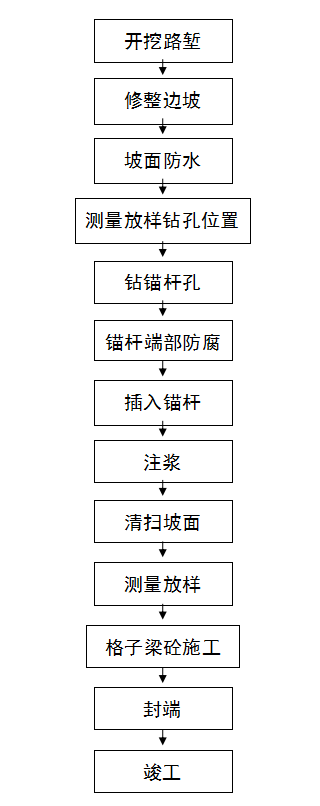 开挖路堑
修整边坡
坡面防水
测量放样钻孔位置
钻锚杆孔
锚杆端部防腐
插入锚杆
注浆
清扫坡面
测量放样
格子梁砼施工
封端
竣工